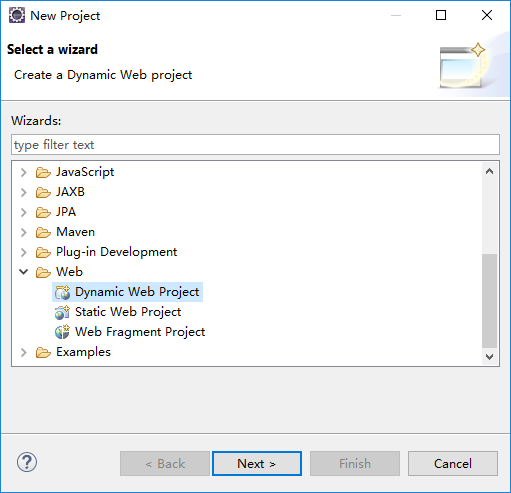 New Project
Select a wizard
Create a Dynamic Web project
Wizards:
type filter text
JavaScript
JAXB
JPA
Maven
Plug-in Development
Web
Dynamic Web Project
Static Web Project
Web Fragment Project
Examples
? < Back Next > Finish Cancel